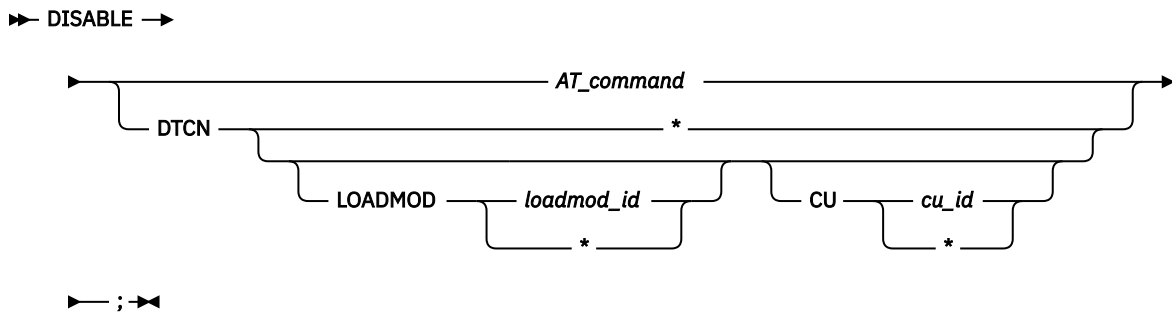 DISABLE
AT_command
DTCN *
LOADMOD loadmod_id CU cu_id
* *
;